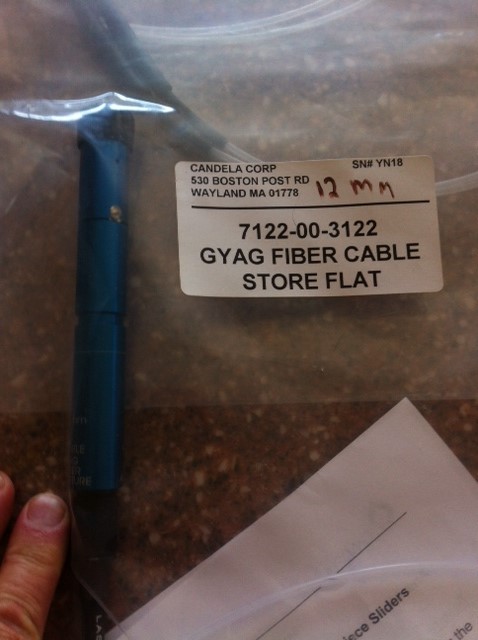 CANDELA CORP SN# YN18
530 BOSTON POST RD
WAYLAND MA 01778
12 mm
7122-00-3122
GYAG FIBER CABLE
STORE FLAT
Sliders
the